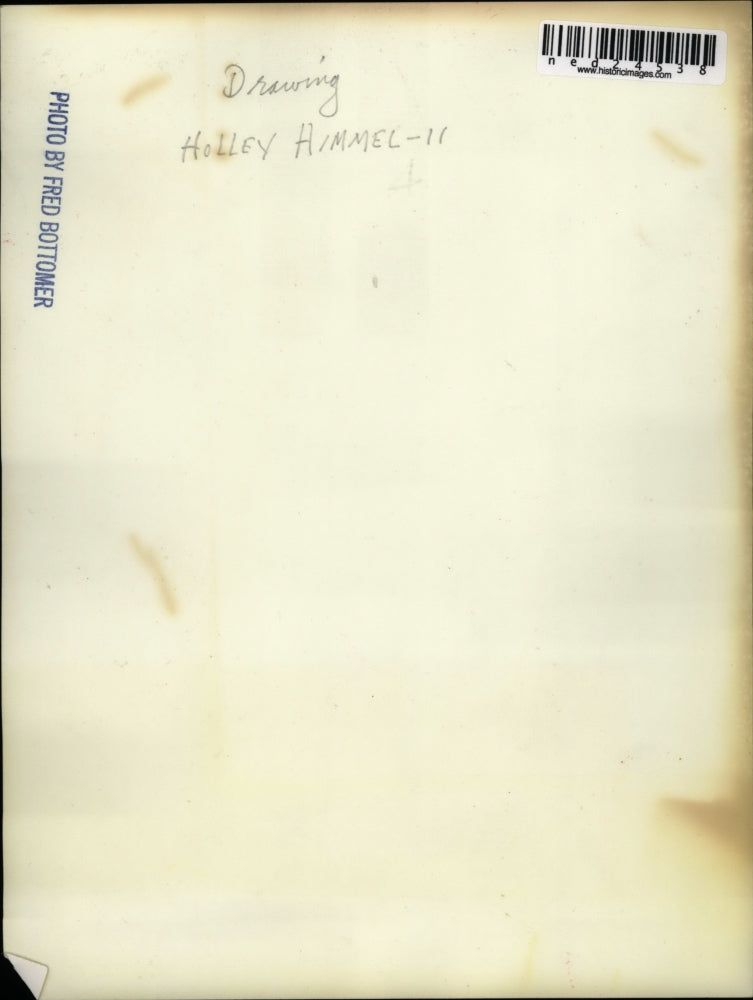 Drawing
HOLLEY HIMMEL-11
PHOTO BY FRED BOTTOMER
ned24538
www.historicimages.com